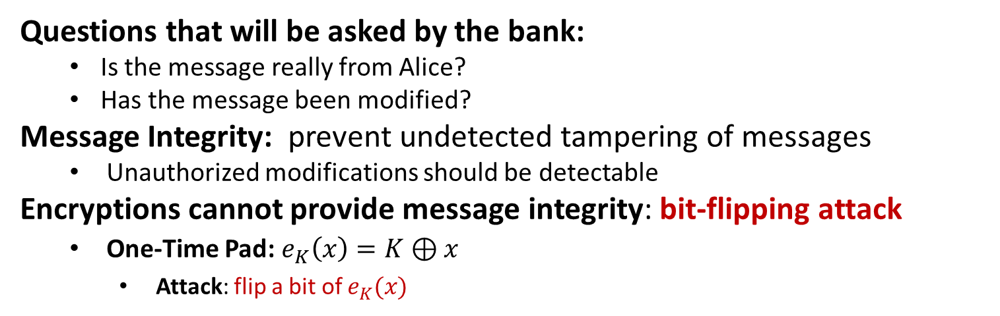 Questions that will be asked by the bank:
• Is the message really from Alice?
• Has the message been modified?
Message Integrity: prevent undetected tampering of messages
• Unauthorized modifications should be detectable
Encryptions cannot provide message integrity: bit-flipping attack
• One-Time Pad: e_K(x) = K ⊕ x
• Attack: flip a bit of e_K(x)